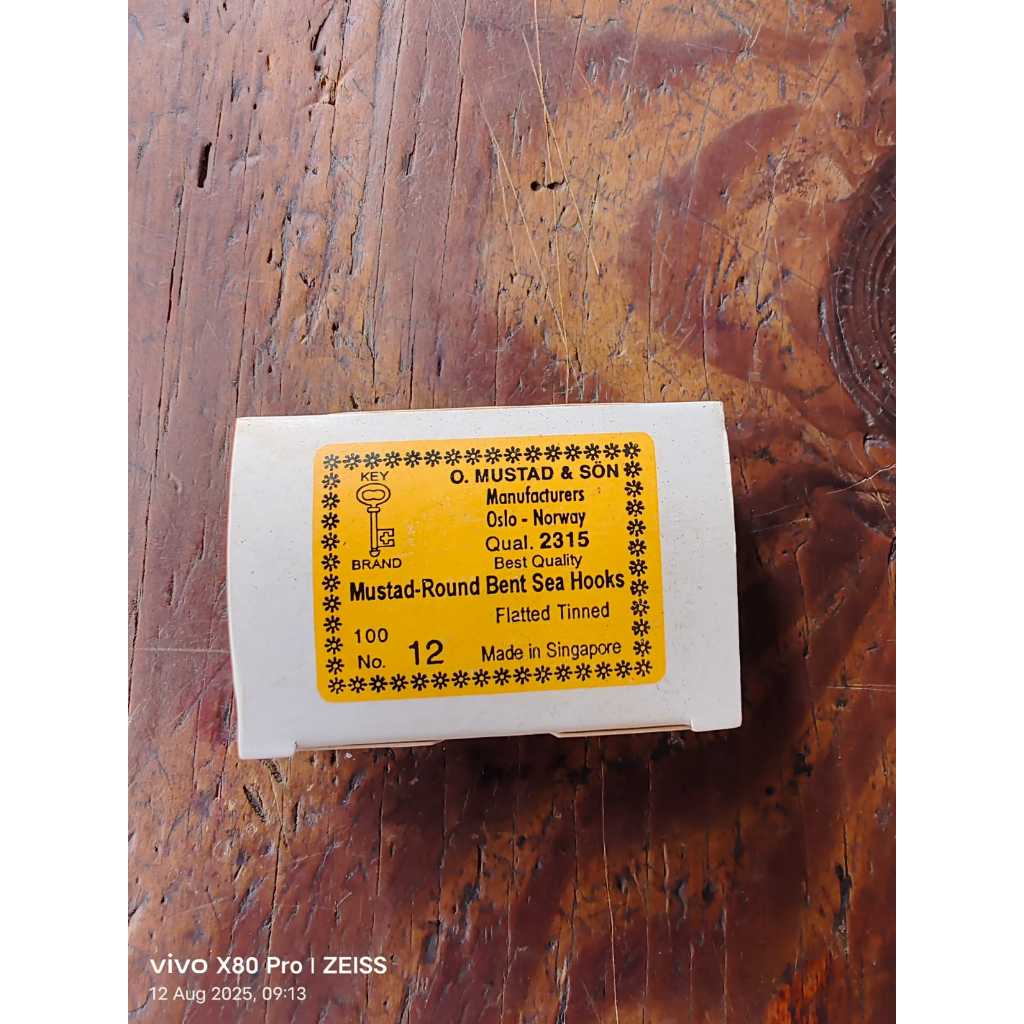 KEY
BRAND
O. MUSTAD & SÖN
Manufacturers
Oslo - Norway
Qual. 2315
Best Quality
Mustad-Round Bent Sea Hooks
Flatted Tinned
100
No. 12
Made in Singapore
vivo X80 Pro | ZEISS
12 Aug 2025, 09:13